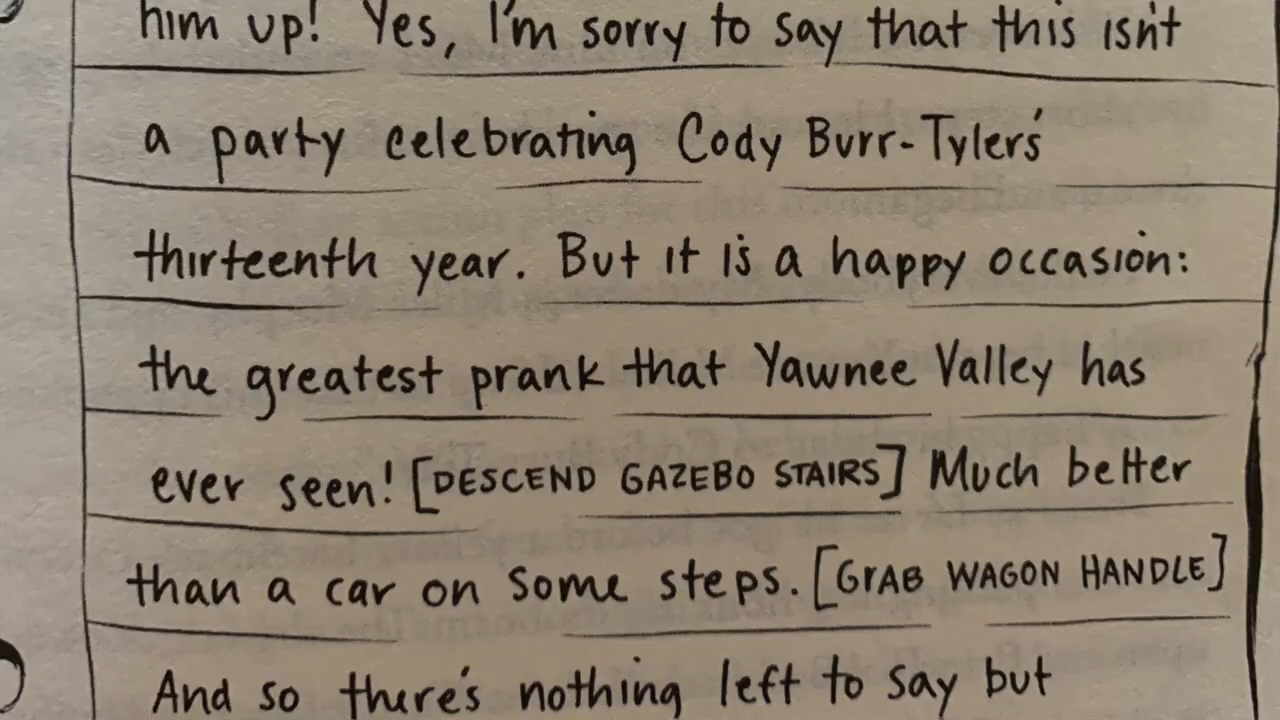 him up! Yes, I'm sorry to say that this isn't
a party celebrating Cody Burr-Tyler's
thirteenth year. But it is a happy occasion:
the greatest prank that Yawnee Valley has
ever seen! [DESCEND GAZEBO STAIRS] Much better
than a car on some steps. [GRAB WAGON HANDLE]
And so there's nothing left to say but